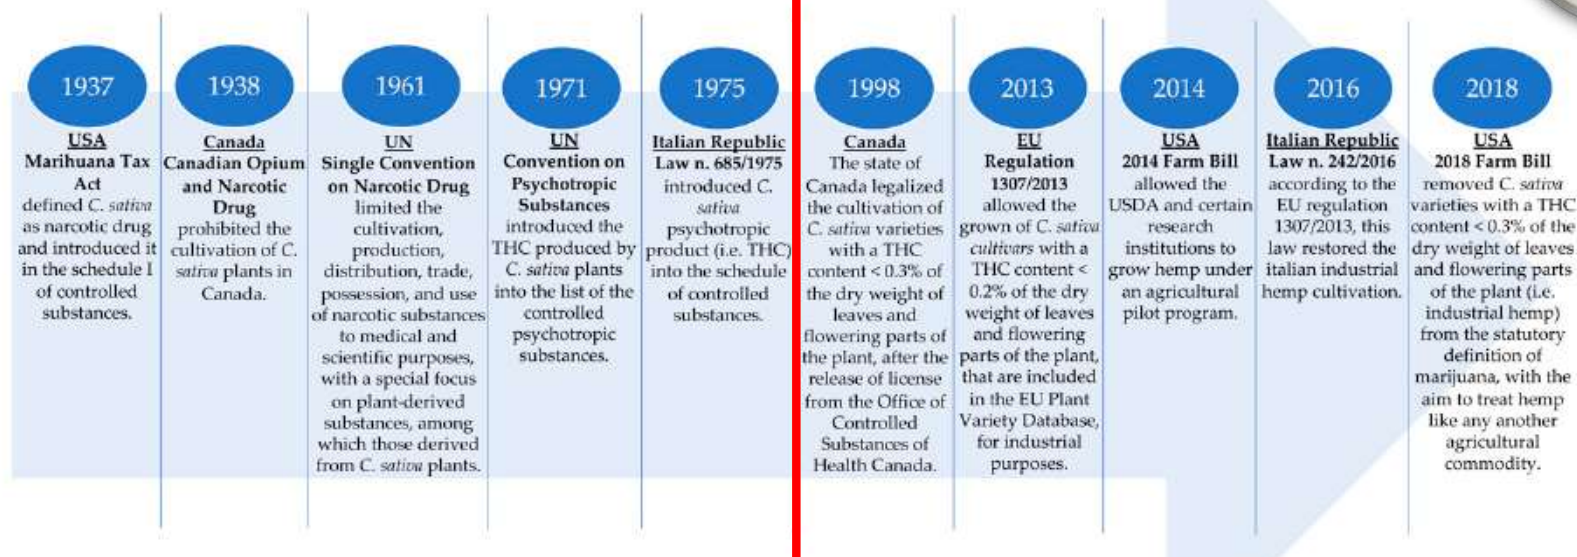 1937
USA
Marihuana Tax
Act
defined C. sativa
as narcotic drug
and introduced it
in the schedule I
of controlled
substances.
1938
Canada
Canadian Opium
and Narcotic
Drug
prohibited the
cultivation of C.
sativa plants in
Canada.
1961
UN
Single Convention
on Narcotic Drug
limited the
cultivation,
production,
distribution, trade,
possession, and use
of narcotic substances
to medical and
scientific purposes,
with a special focus
on plant-derived
substances, among
which those derived
from C. sativa plants.
1971
UN
Convention on
Psychotropic
Substances
introduced the
THC produced by
C. sativa plants
into the list of the
controlled
psychotropic
substances.
1975
Italian Republic
Law n. 685/1975
introduced C.
sativa
psychotropic
product (i.e. THC)
into the schedule
of controlled
substances.
1998
Canada
The state of
Canada legalized
the cultivation of
C. sativa varieties
with a THC
content < 0.3% of
the dry weight of
leaves and
flowering parts of
the plant, after the
release of license
from the Office of
Controlled
Substances of
Health Canada.
2013
EU
Regulation
1307/2013
allowed the
grown of C. sativa
cultivars with a
THC content <
0.2% of the dry
weight of leaves
and flowering
parts of the plant,
that are included
in the EU Plant
Variety Database,
for industrial
purposes.
2014
USA
2014 Farm Bill
allowed the
USDA and certain
research
institutions to
grow hemp under
an agricultural
pilot program.
2016
Italian Republic
Law n. 242/2016
according to the
EU regulation
1307/2013, this
law restored the
italian industrial
hemp cultivation.
2018
USA
2018 Farm Bill
removed C. sativa
varieties with a THC
content < 0.3% of the
dry weight of leaves
and flowering parts
of the plant (i.e.
industrial hemp)
from the statutory
definition of
marijuana, with the
aim to treat hemp
like any another
agricultural
commodity.